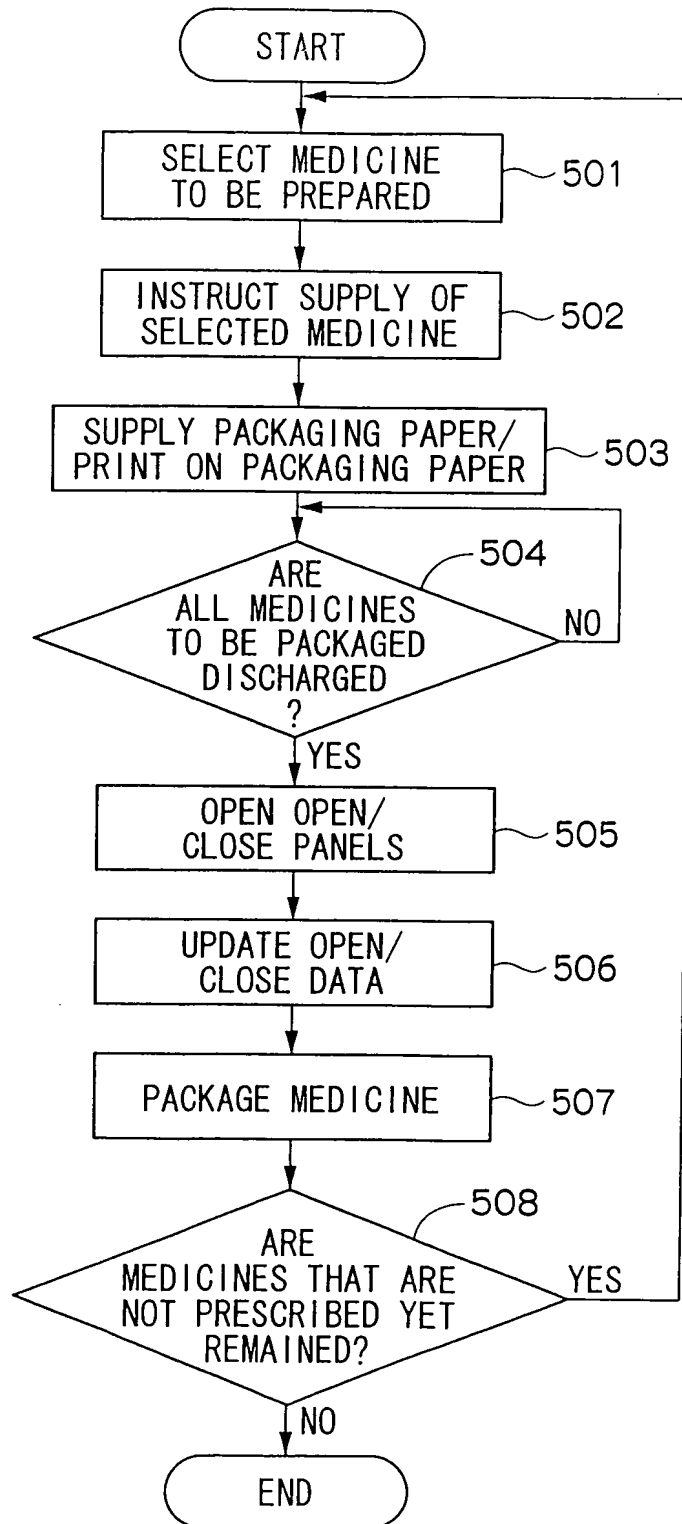 START
SELECT MEDICINE
TO BE PREPARED
501
INSTRUCT SUPPLY OF
SELECTED MEDICINE
502
SUPPLY PACKAGING PAPER/
PRINT ON PACKAGING PAPER
503
504
ARE
ALL MEDICINES
TO BE PACKAGED
DISCHARGED
?
NO
YES
OPEN OPEN/
CLOSE PANELS
505
UPDATE OPEN/
CLOSE DATA
506
PACKAGE MEDICINE
507
508
ARE
MEDICINES THAT ARE
NOT PRESCRIBED YET
REMAINED?
YES
NO
END